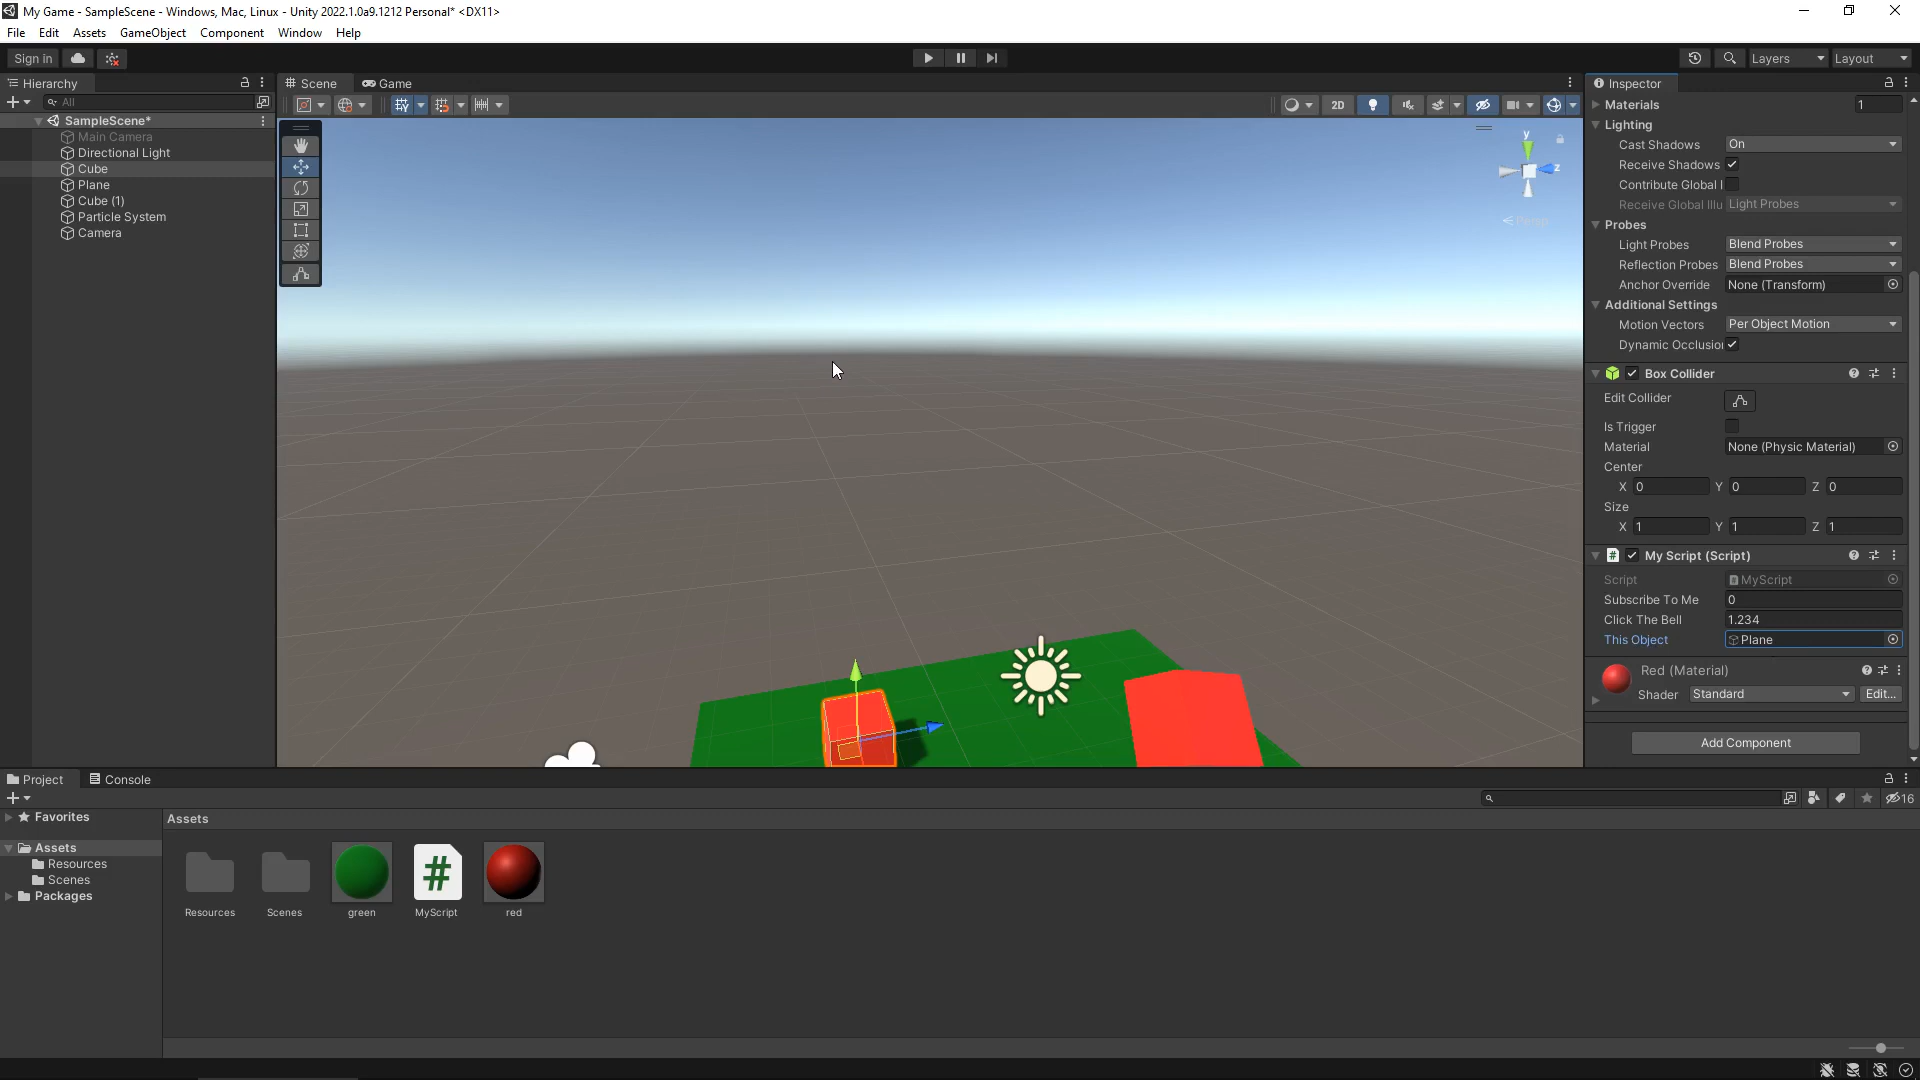 My Game - SampleScene - Windows, Mac, Linux - Unity 2022.1.0a9.1212 Personal* <DX11>
File Edit Assets GameObject Component Window Help
Sign in
Layers Layout
Hierarchy
All
SampleScene*
Main Camera
Directional Light
Cube
Plane
Cube (1)
Particle System
Camera
Scene Game
2D
y
z
Persp
Inspector
Materials 1
Lighting
Cast Shadows On
Receive Shadows
Contribute Global I
Receive Global Illu Light Probes
Probes
Light Probes Blend Probes
Reflection Probes Blend Probes
Anchor Override None (Transform)
Additional Settings
Motion Vectors Per Object Motion
Dynamic Occlusion
Box Collider
Edit Collider
Is Trigger
Material None (Physic Material)
Center
X 0 Y 0 Z 0
Size
X 1 Y 1 Z 1
# My Script (Script)
Script MyScript
Subscribe To Me 0
Click The Bell 1.234
This Object Plane
Red (Material)
Shader Standard Edit...
Add Component
Project Console
16
Favorites
Assets
Resources
Scenes
Packages
Assets
#
Resources Scenes green MyScript red